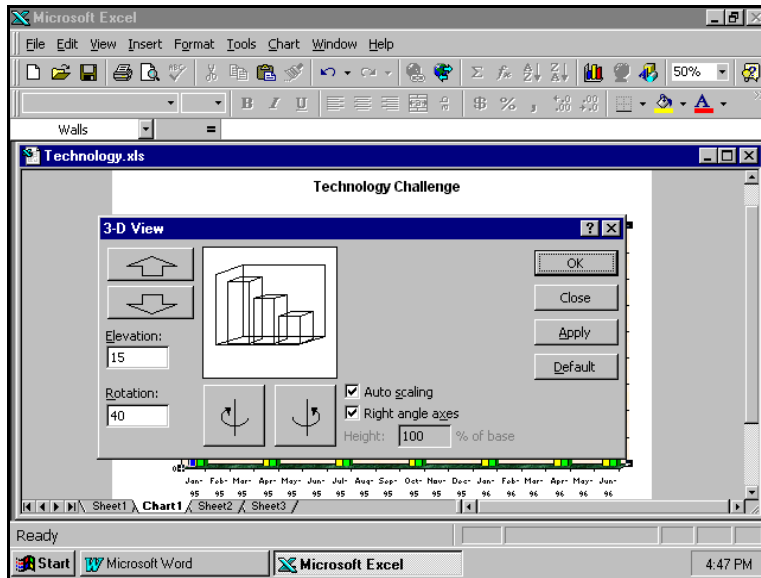 Microsoft Excel
File Edit View Insert Format Tools Chart Window Help
50%
B I U $ % ,
Walls =
Technology.xls
Technology Challenge
3-D View
OK
Close
Apply
Default
Elevation:
15
Rotation:
40
Auto scaling
Right angle axes
Height: 100 % of base
Jan- Feb- Mar- Apr- May- Jun- Jul- Aug- Sep- Oct- Nov- Dec- Jan- Feb- Mar- Apr- May- Jun-
95 95 95 95 95 95 95 95 95 95 95 95 96 96 96 96 96 96
Sheet1 Chart1 Sheet2 Sheet3
Ready
Start Microsoft Word Microsoft Excel 4:47 PM